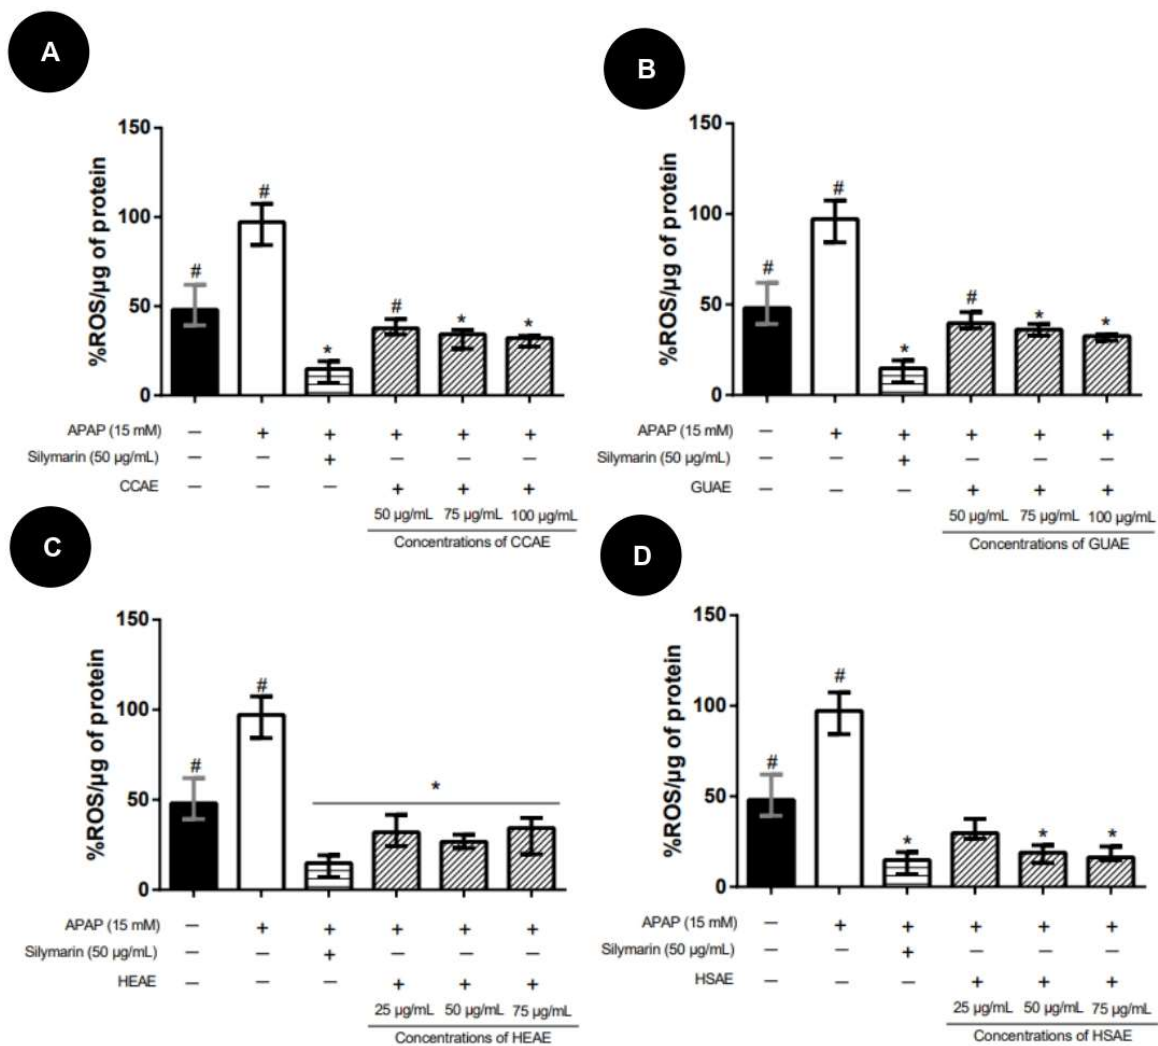 A
%ROS/µg of protein
150
100
50
0
# # * # * *
APAP (15 mM) – + + + + +
Silymarin (50 µg/mL) – – + – – –
CCAE – – – + + +
50 µg/mL 75 µg/mL 100 µg/mL
Concentrations of CCAE
B
%ROS/µg of protein
150
100
50
0
# # * # * *
APAP (15 mM) – + + + + +
Silymarin (50 µg/mL) – – + – – –
GUAE – – – + + +
50 µg/mL 75 µg/mL 100 µg/mL
Concentrations of GUAE
C
%ROS/µg of protein
150
100
50
0
# # *
APAP (15 mM) – + + + + +
Silymarin (50 µg/mL) – – + – – –
HEAE – – – + + +
25 µg/mL 50 µg/mL 75 µg/mL
Concentrations of HEAE
D
%ROS/µg of protein
150
100
50
0
# # * * *
APAP (15 mM) – + + + + +
Silymarin (50 µg/mL) – – + – – –
HSAE – – – + + +
25 µg/mL 50 µg/mL 75 µg/mL
Concentrations of HSAE